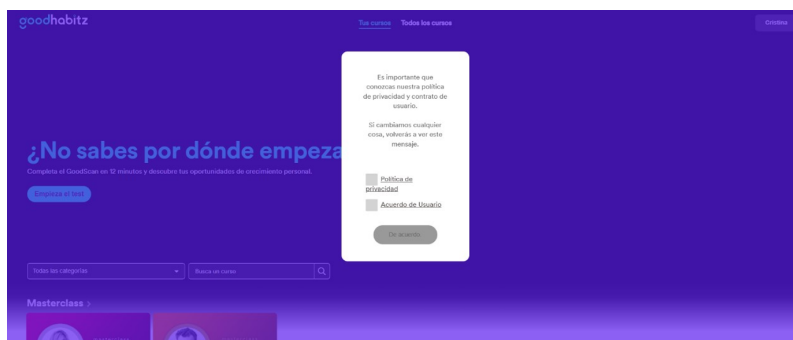 goodhabitz
Tus cursos Todos los cursos
Cristina
Es importante que
conozcas nuestra política
de privacidad y contrato de
usuario.
Si cambiamos cualquier
cosa, volverás a ver este
mensaje.
Política de
privacidad
Acuerdo de Usuario
De acuerdo
¿No sabes por dónde empeza
Completa el GoodScan en 12 minutos y descubre tus oportunidades de crecimiento personal.
Empieza el test
Todas las categorías
Busca un curso
Masterclass >